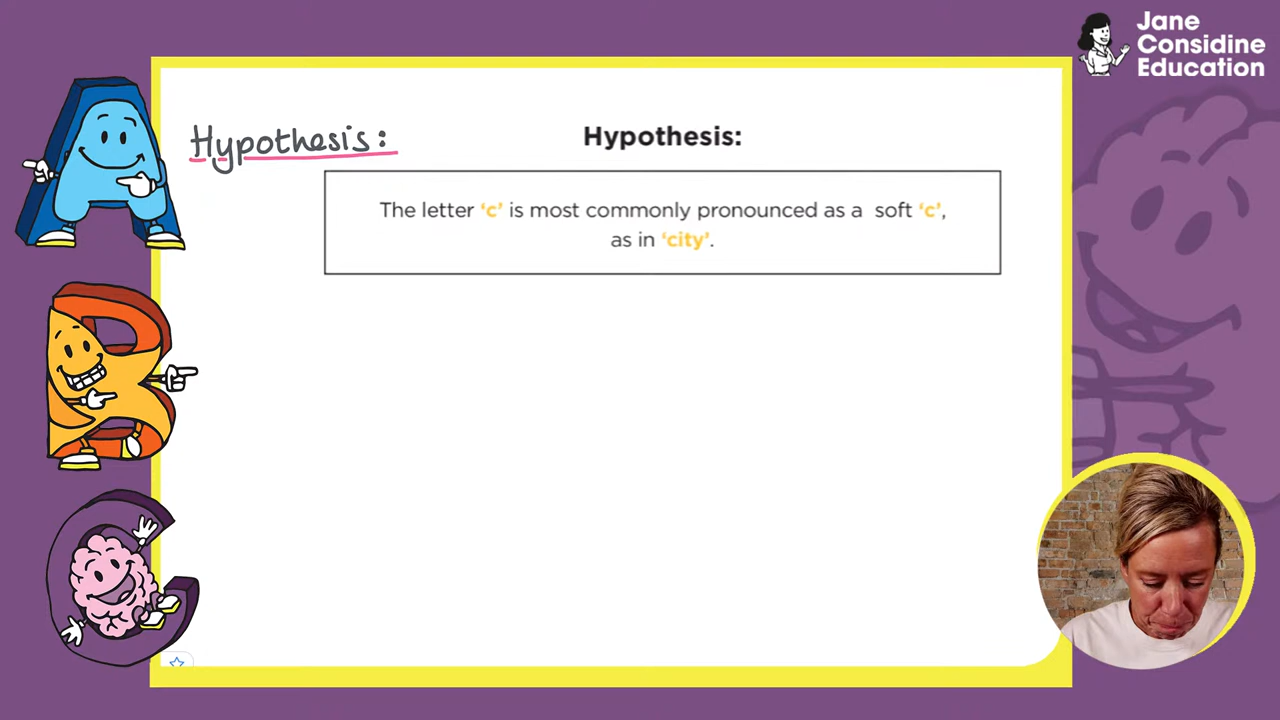 Jane
Considine
Education
Hypothesis:
Hypothesis:
The letter ‘c’ is most commonly pronounced as a soft ‘c’,
as in ‘city’.